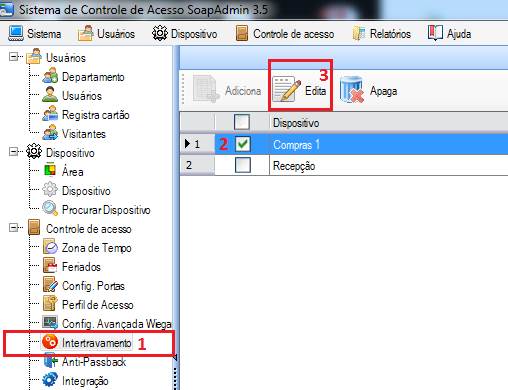 Sistema de Controle de Acesso SoapAdmin 3.5
Sistema Usuários Dispositivo Controle de acesso Relatórios Ajuda
Usuários
Departamento
Usuários
Registra cartão
Visitantes
Dispositivo
Área
Dispositivo
Procurar Dispositivo
Controle de acesso
Zona de Tempo
Feriados
Config. Portas
Perfil de Acesso
Config. Avançada Wiega
Intertravamento 1
Anti-Passback
Integração
Adiciona 3 Edita Apaga
Dispositivo
1 2 Compras 1
2 Recepção